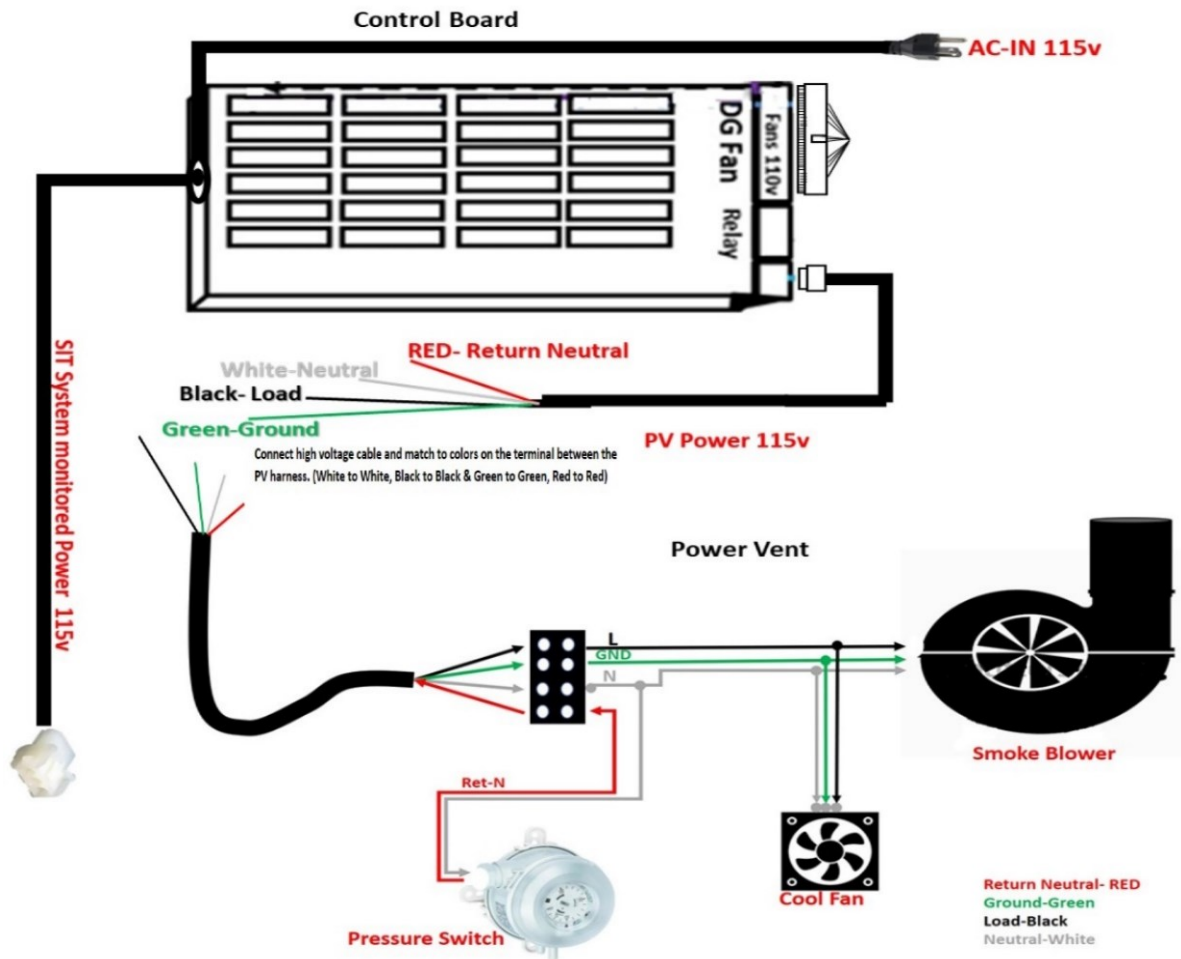 Control Board
AC-IN 115v
DG Fan
Fans 110v
Relay
SIT System monitored Power 115v
RED- Return Neutral
White-Neutral
Black- Load
Green-Ground
PV Power 115v
Connect high voltage cable and match to colors on the terminal between the
PV harness. (White to White, Black to Black & Green to Green, Red to Red)
Power Vent
L
GND
N
Smoke Blower
Ret-N
Cool Fan
Pressure Switch
Return Neutral- RED
Ground-Green
Load-Black
Neutral-White